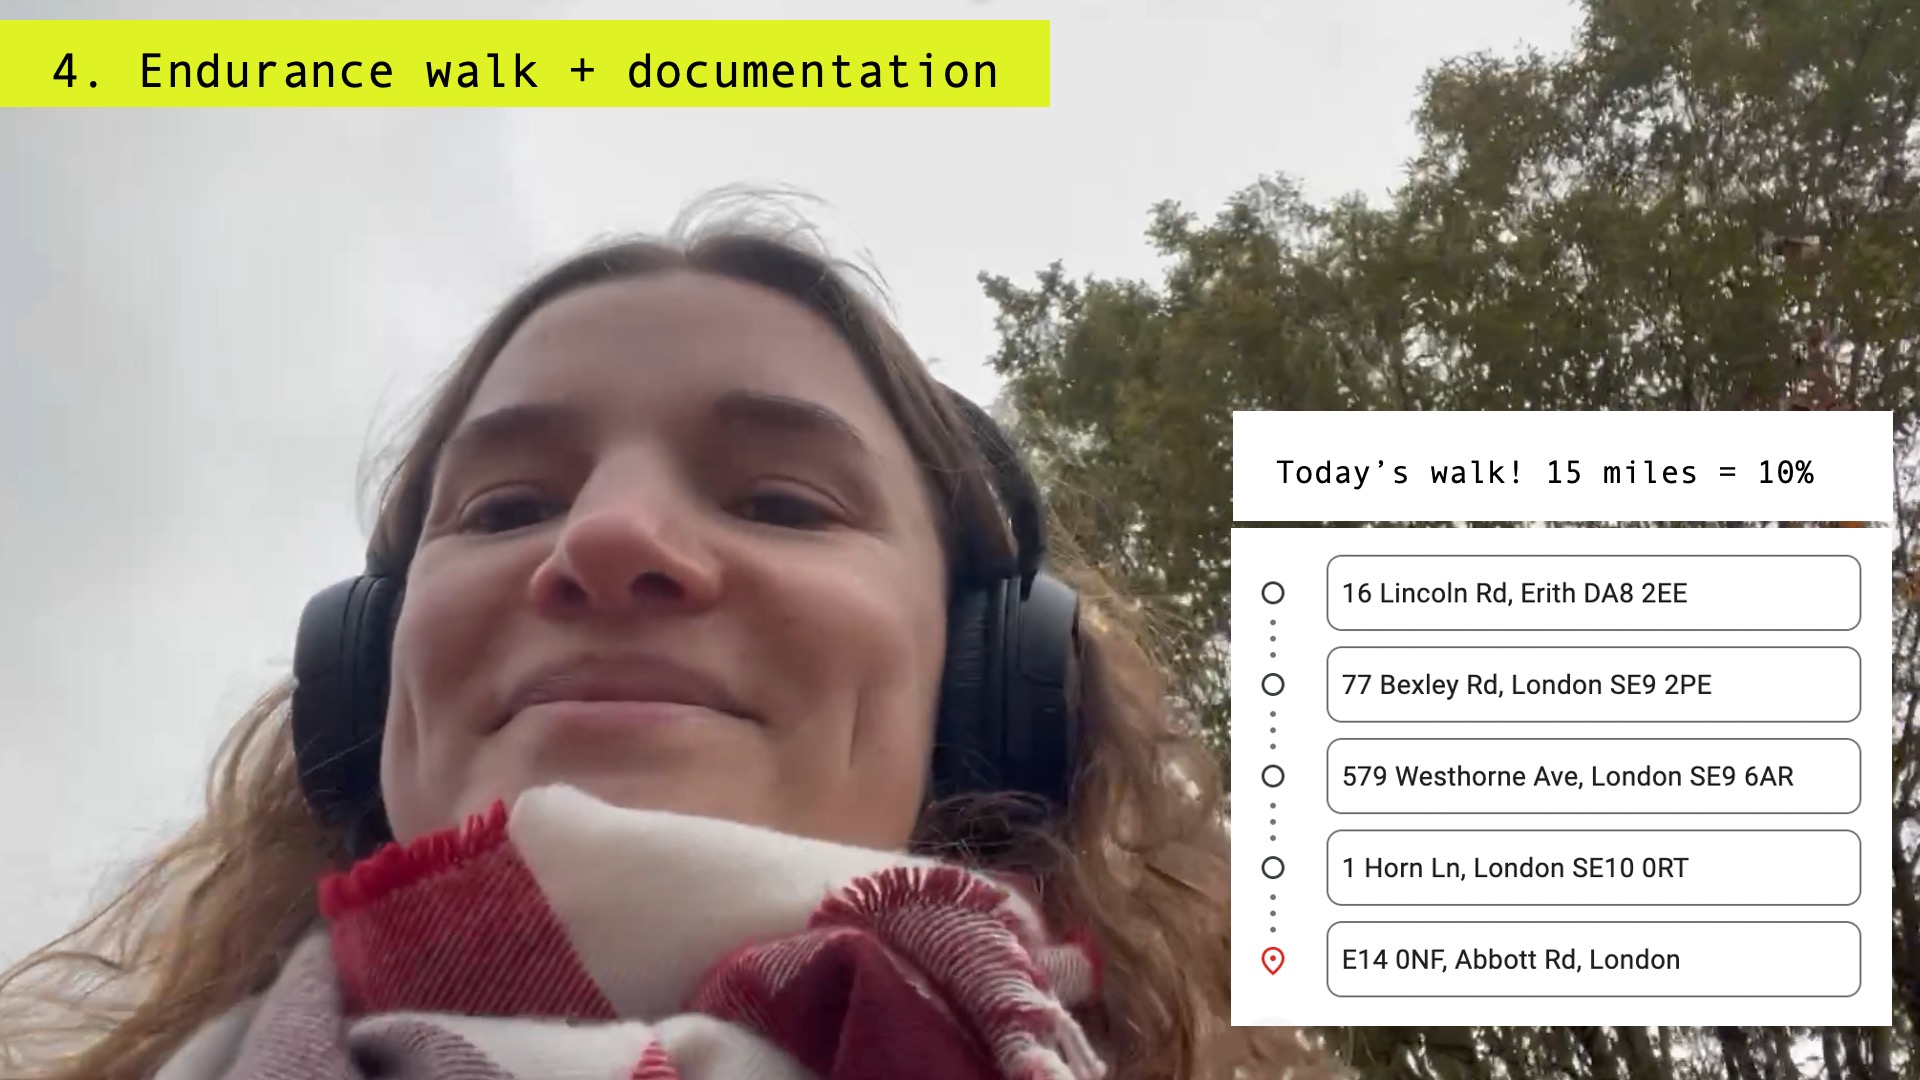 4. Endurance walk + documentation
Today’s walk! 15 miles = 10%
16 Lincoln Rd, Erith DA8 2EE
77 Bexley Rd, London SE9 2PE
579 Westhorne Ave, London SE9 6AR
1 Horn Ln, London SE10 0RT
E14 0NF, Abbott Rd, London